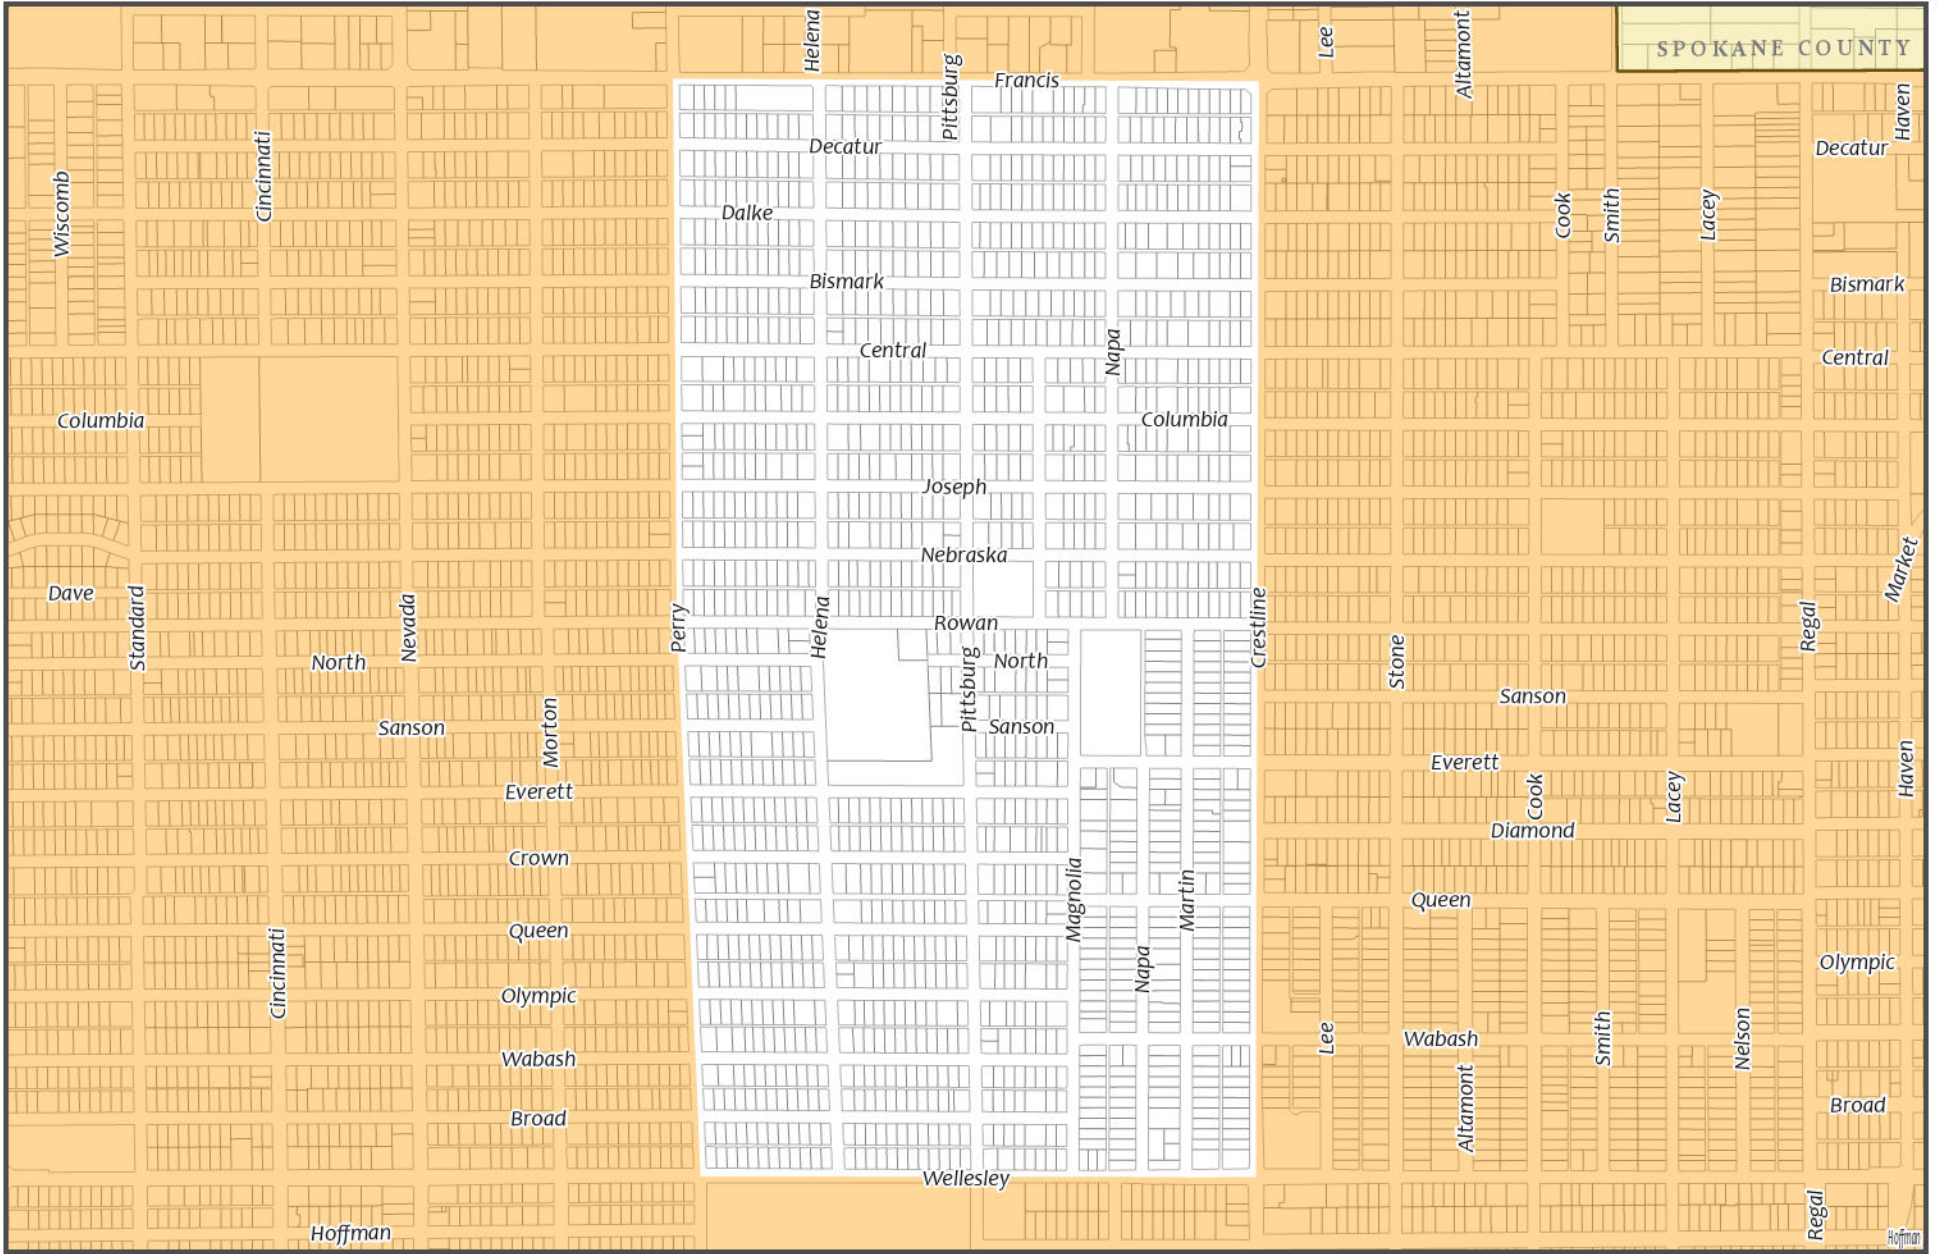 Helena
Lee
Altamont
SPOKANE COUNTY
Pittsburg
Francis
Haven
Cincinnati
Decatur
Decatur
Wiscomb
Dalke
Cook
Smith
Lacey
Bismark
Bismark
Central
Napa
Central
Columbia
Columbia
Joseph
Nebraska
Market
Dave
Standard
Nevada
Perry
Helena
Rowan
Crestline
Stone
Regal
North
Pittsburg
North
Sanson
Sanson
Morton
Sanson
Everett
Everett
Cook
Lacey
Haven
Diamond
Crown
Magnolia
Martin
Queen
Queen
Cincinnati
Napa
Olympic
Olympic
Lee
Wabash
Smith
Nelson
Wabash
Altamont
Broad
Broad
Wellesley
Regal
Hoffman
Hoffman